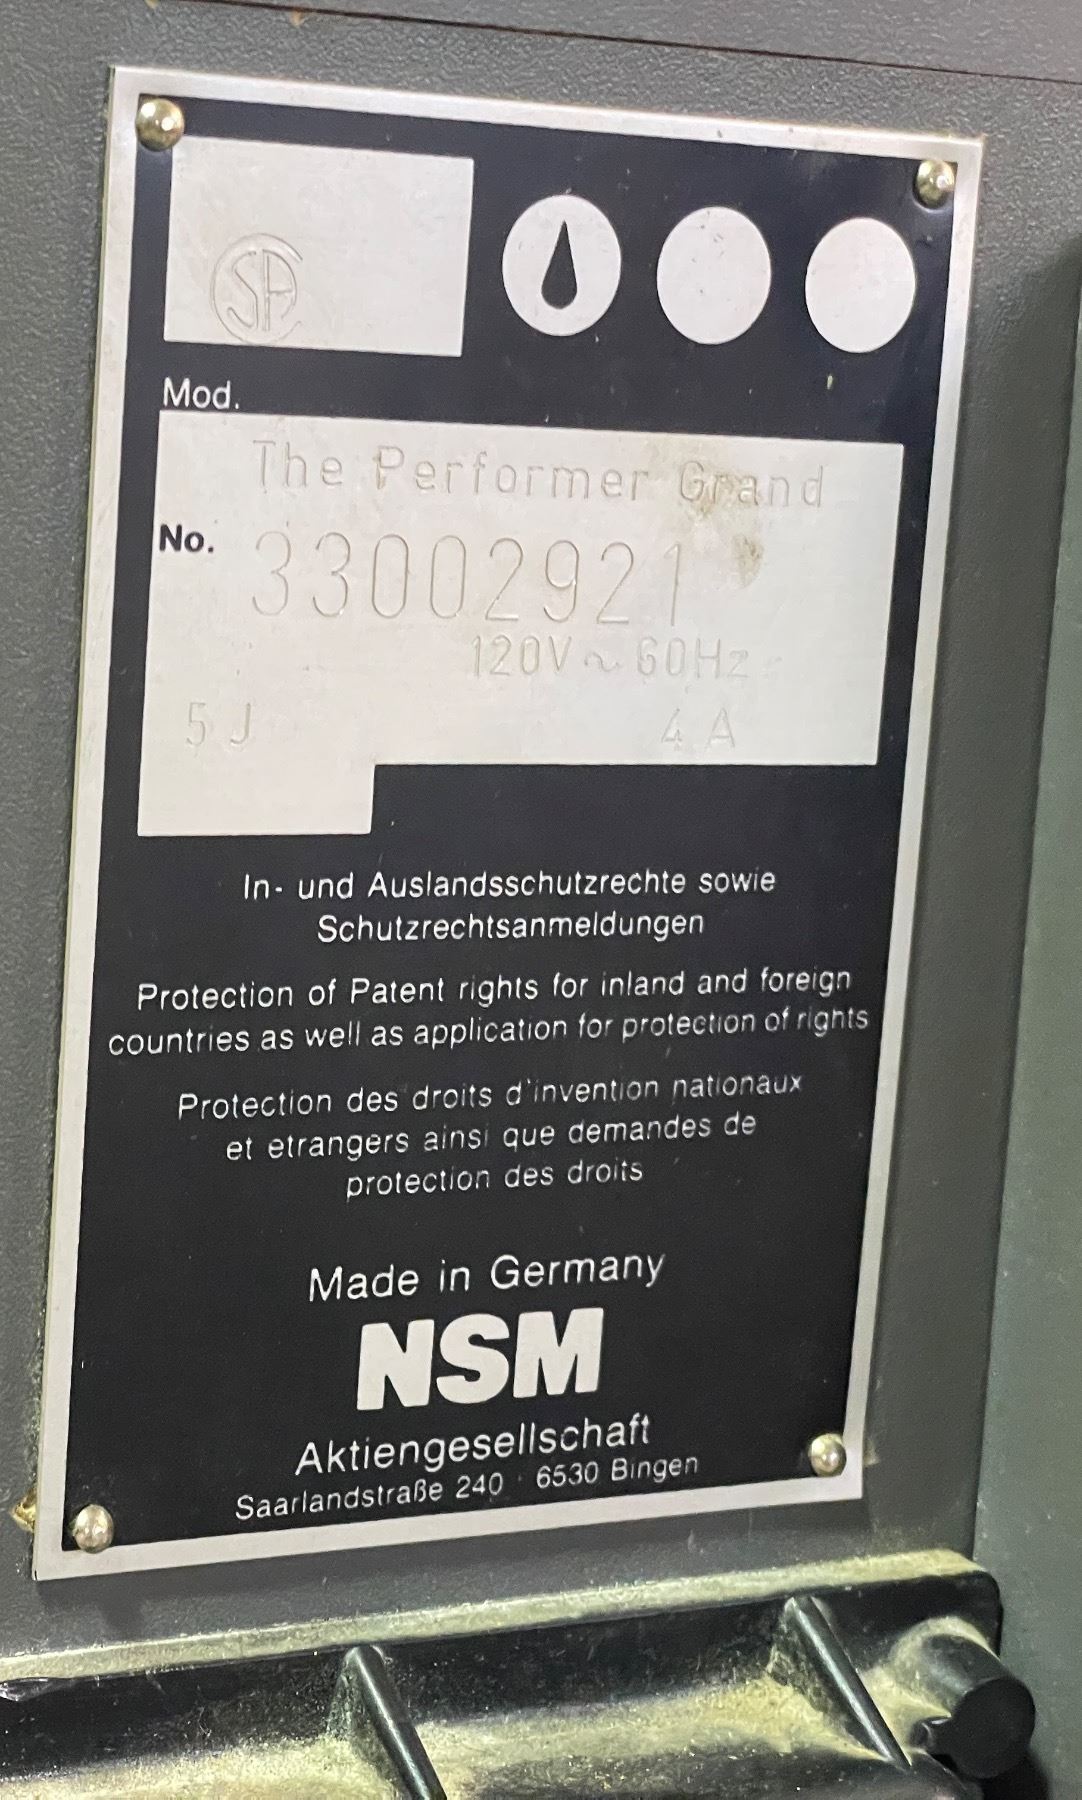 SA
Mod.
The Performer Grand
No. 33002921
120V ~ 60Hz
5 J 4 A
In- und Auslandsschutzrechte sowie
Schutzrechtsanmeldungen
Protection of Patent rights for inland and foreign
countries as well as application for protection of rights
Protection des droits d'invention nationaux
et etrangers ainsi que demandes de
protection des droits
Made in Germany
NSM
Aktiengesellschaft
Saarlandstraße 240 · 6530 Bingen